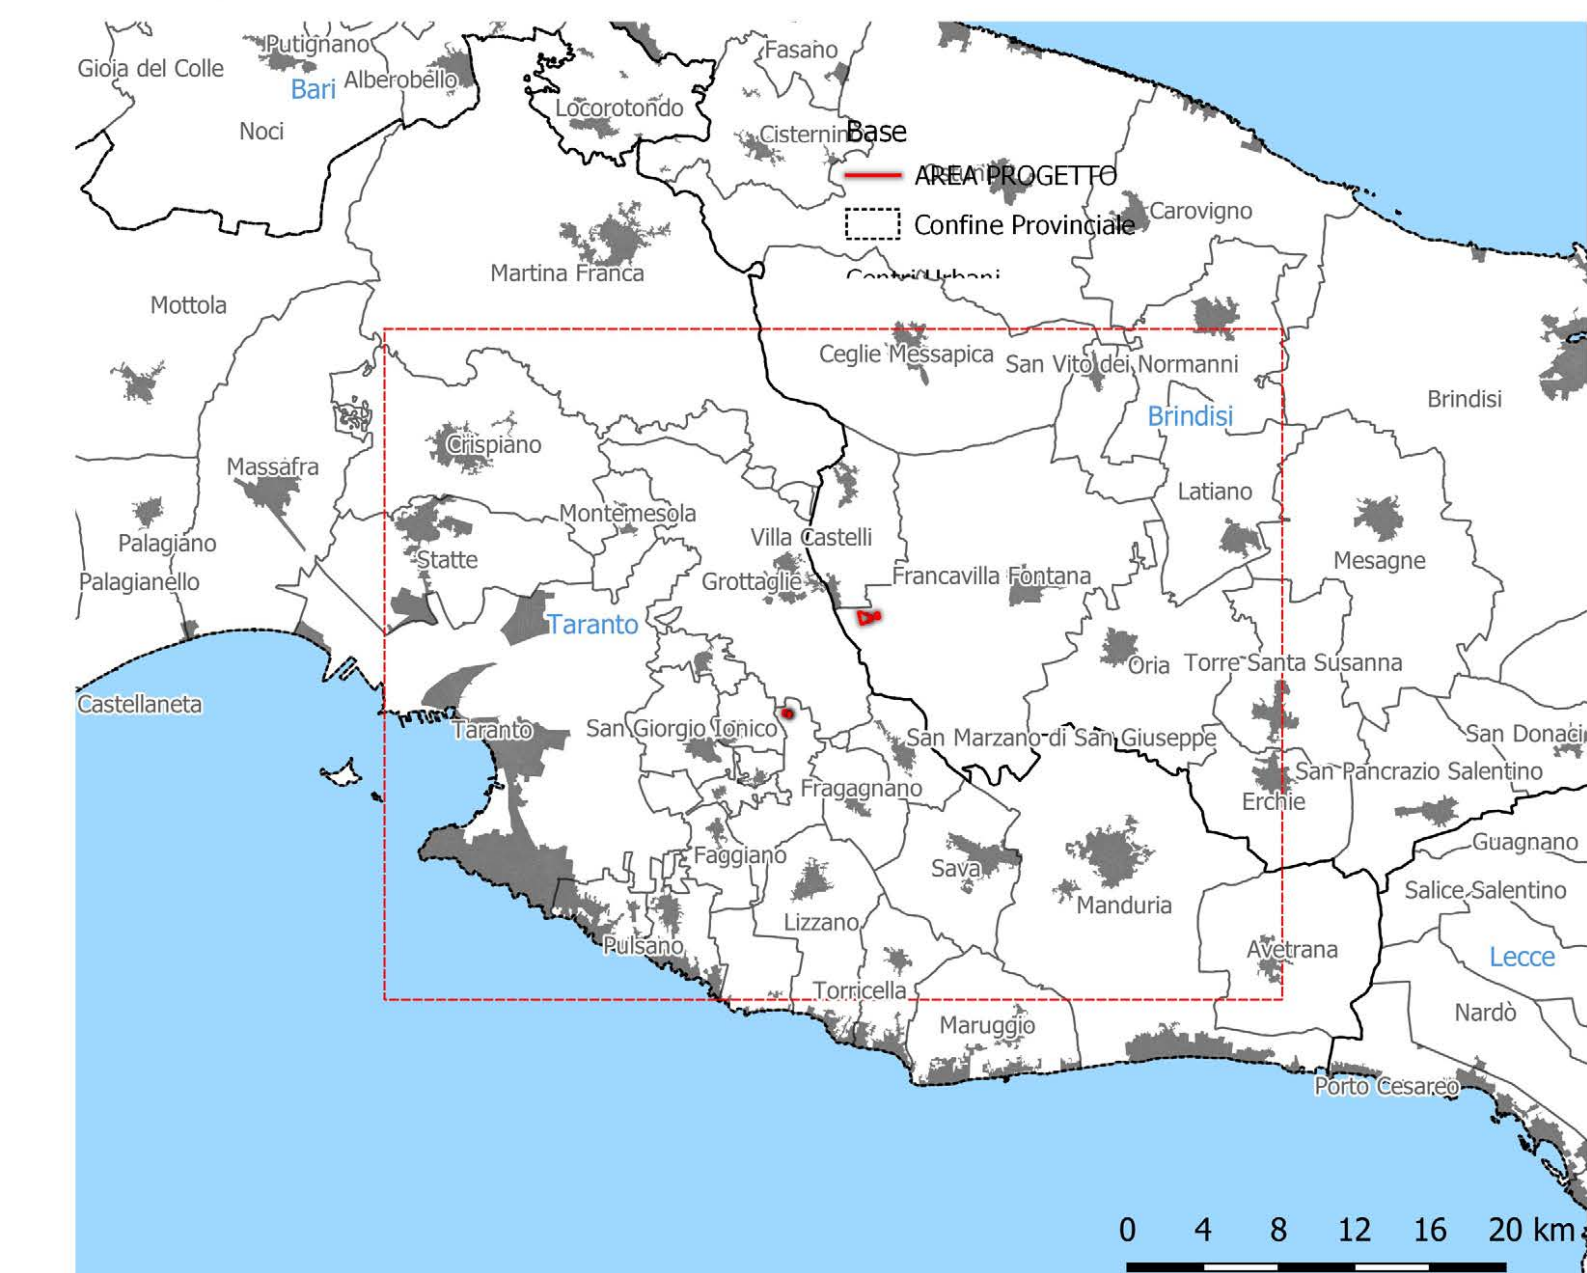 Putignano
Fasano
Gioia del Colle
Alberobello
Bari
Locorotondo
Noci
Cisternin
Base
AREA PROGETTO
Carovigno
Confine Provinciale
Martina Franca
Centri Urbani
Mottola
Ceglie Messapica
San Vito dei Normanni
Brindisi
Brindisi
Crispiano
Massafra
Latiano
Montemesola
Villa Castelli
Palagiano
Statte
Mesagne
Palagianello
Grottaglie
Francavilla Fontana
Taranto
Oria
Torre Santa Susanna
Castellaneta
Taranto
San Giorgio Ionico
San Marzano di San Giuseppe
San Donaci
San Pancrazio Salentino
Fragagnano
Erchie
Guagnano
Faggiano
Sava
Salice Salentino
Manduria
Lizzano
Pulsano
Avetrana
Lecce
Torricella
Nardò
Maruggio
Porto Cesareo
0 4 8 12 16 20 km